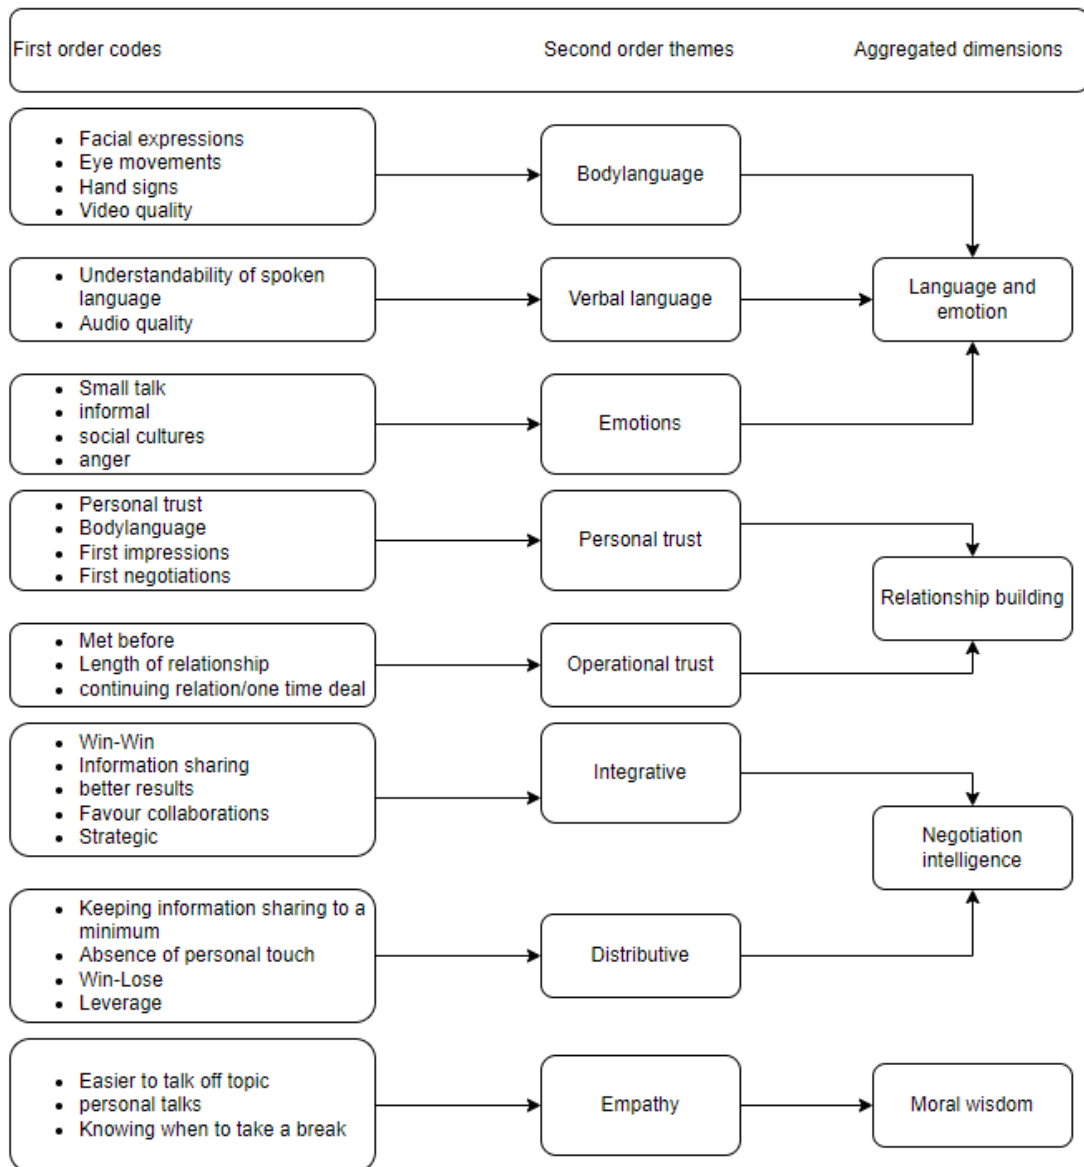 First order codes
Second order themes
Aggregated dimensions
Facial expressions
Eye movements
Hand signs
Video quality
Bodylanguage
Understandability of spoken
language
Audio quality
Verbal language
Language and
emotion
Small talk
informal
social cultures
anger
Emotions
Personal trust
Bodylanguage
First impressions
First negotiations
Personal trust
Relationship building
Met before
Length of relationship
continuing relation/one time deal
Operational trust
Win-Win
Information sharing
better results
Favour collaborations
Strategic
Integrative
Negotiation
intelligence
Keeping information sharing to a
minimum
Absence of personal touch
Win-Lose
Leverage
Distributive
Easier to talk off topic
personal talks
Knowing when to take a break
Empathy
Moral wisdom